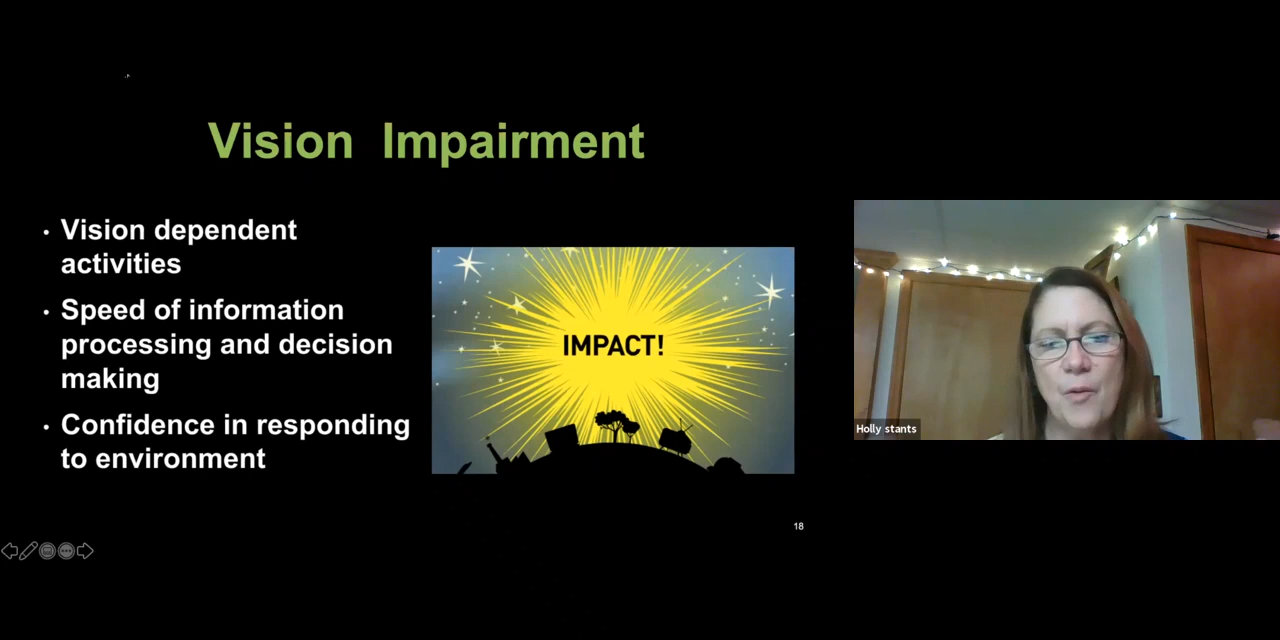 Vision Impairment
• Vision dependent
activities
• Speed of information
processing and decision
making
• Confidence in responding
to environment
IMPACT!
Holly stants
18